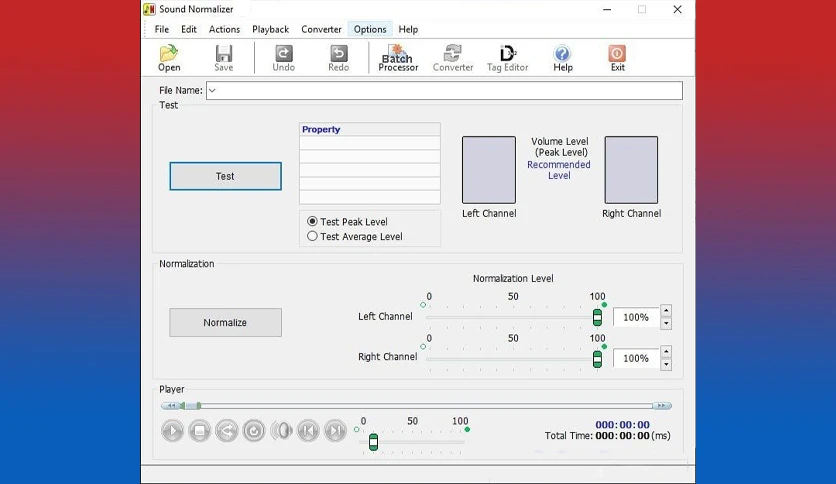 Sound Normalizer
File Edit Actions Playback Converter Options Help
Open Save Undo Redo Batch Processor Converter Tag Editor Help Exit
File Name:
Test
Property
Test
Volume Level
(Peak Level)
Recommended
Level
Left Channel Right Channel
Test Peak Level
Test Average Level
Normalization
Normalization Level
0 50 100
Left Channel 100%
Normalize
0 50 100
Right Channel 100%
Player
0 50 100
000:00:00
Total Time: 000:00:00 (ms)